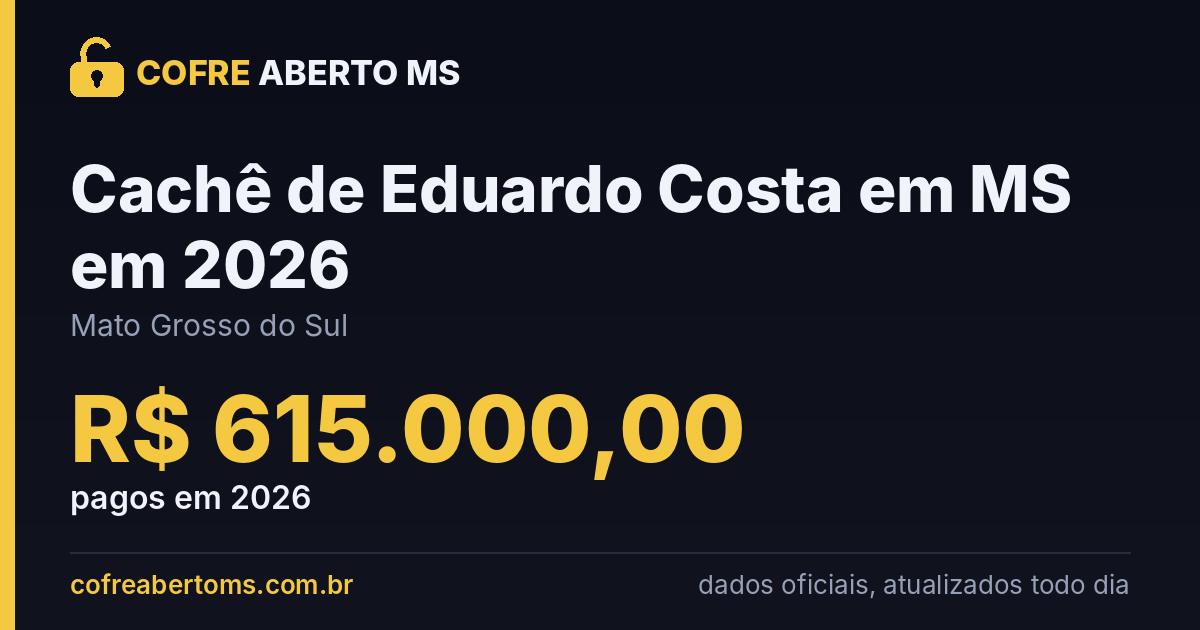 COFRE ABERTO MS
Cachê de Eduardo Costa em MS
em 2026
Mato Grosso do Sul
R$ 615.000,00
pagos em 2026
cofreabertoms.com.br
dados oficiais, atualizados todo dia